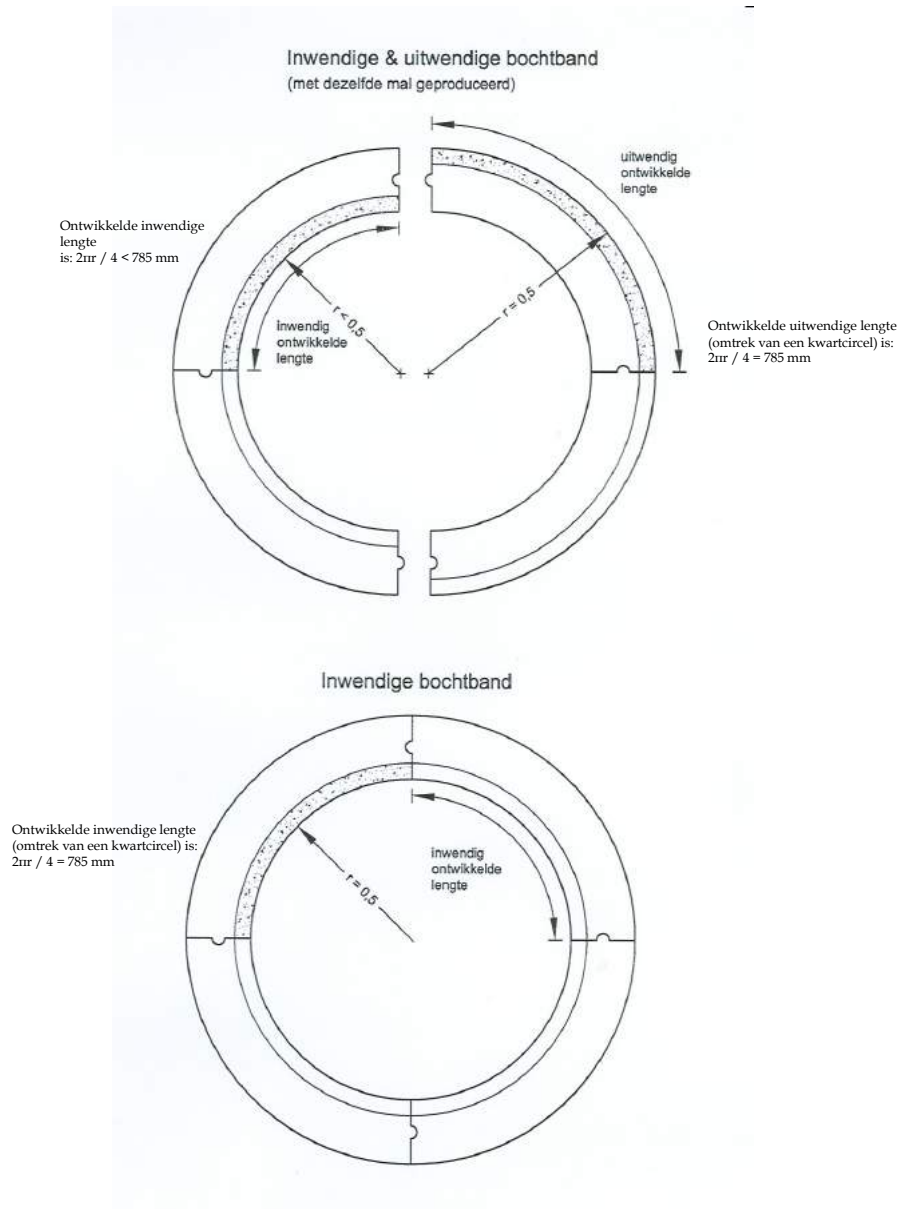 Inwendige & uitwendige bochtband
(met dezelfde mal geproduceerd)
uitwendig
ontwikkelde
lengte
Ontwikkelde inwendige
lengte
is: 2πr / 4 < 785 mm
r < 0,5
r = 0,5
inwendig
ontwikkelde
lengte
Ontwikkelde uitwendige lengte
(omtrek van een kwartcircel) is:
2πr / 4 = 785 mm
Inwendige bochtband
Ontwikkelde inwendige lengte
(omtrek van een kwartcircel) is:
2πr / 4 = 785 mm
inwendig
ontwikkelde
lengte
r = 0,5